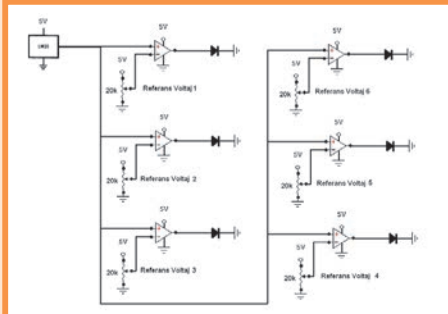 5V
LM35
5V
5V
20k
Referans Voltaj 1
5V
5V
20k
Referans Voltaj 2
5V
5V
20k
Referans Voltaj 3
5V
5V
20k
Referans Voltaj 6
5V
5V
20k
Referans Voltaj 5
5V
5V
20k
Referans Voltaj 4